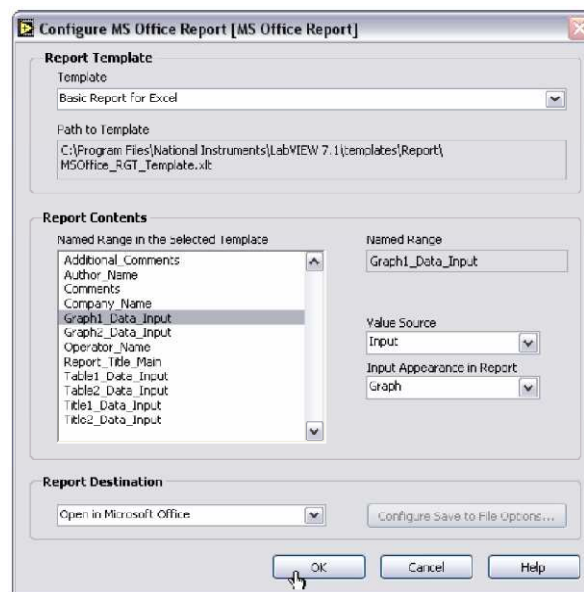 Configure MS Office Report [MS Office Report]
Report Template
Template
Basic Report for Excel
Path to Template
C:\Program Files\National Instruments\LabVIEW 7.1\templates\Report\
MSOffice_RGT_Template.xlt
Report Contents
Named Range in the Selected Template
Additional_Comments
Author_Name
Comments
Company_Name
Graph1_Data_Input
Graph2_Data_Input
Operator_Name
Report_Title_Main
Table1_Data_Input
Table2_Data_Input
Title1_Data_Input
Title2_Data_Input
Named Range
Graph1_Data_Input
Value Source
Input
Input Appearance in Report
Graph
Report Destination
Open in Microsoft Office
Configure Save to File Options...
OK
Cancel
Help